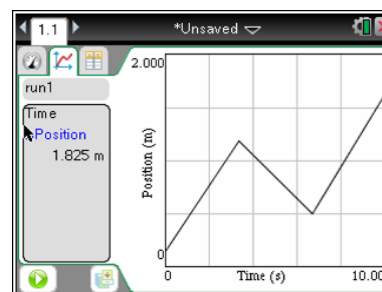 1.1
*Unsaved
run1
Time
Position
1.825 m
2.000
Position (m)
0
0
Time (s)
10.00